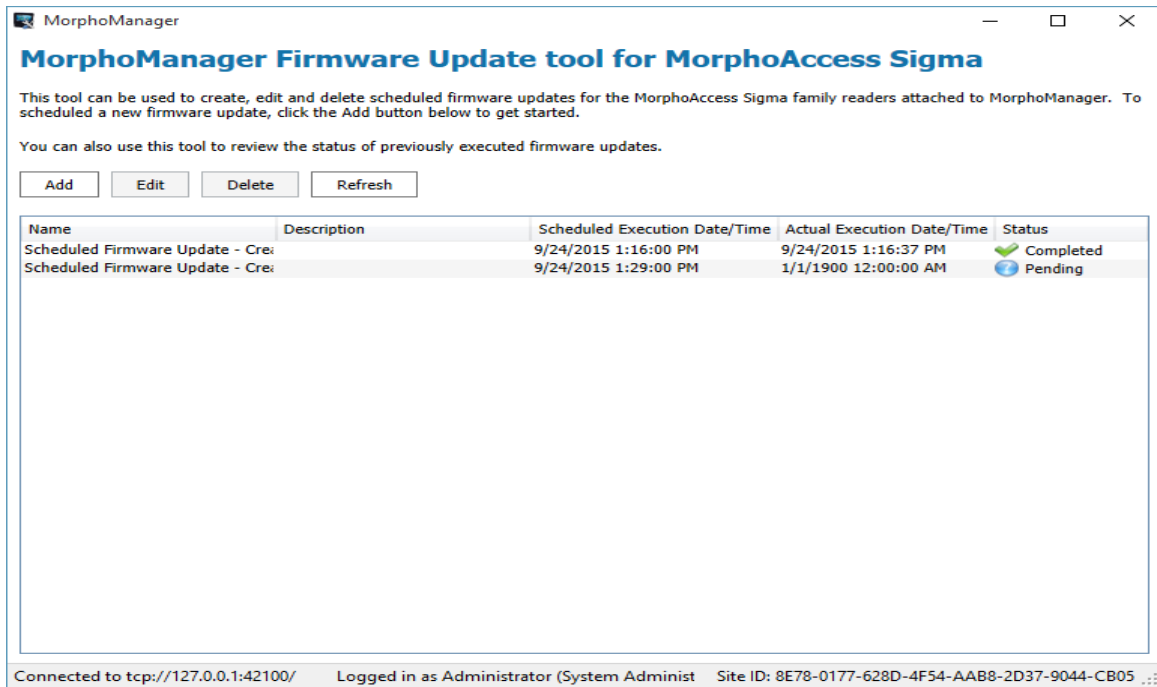 MorphoManager
MorphoManager Firmware Update tool for MorphoAccess Sigma
This tool can be used to create, edit and delete scheduled firmware updates for the MorphoAccess Sigma family readers attached to MorphoManager. To
scheduled a new firmware update, click the Add button below to get started.
You can also use this tool to review the status of previously executed firmware updates.
Add Edit Delete Refresh
Name Description Scheduled Execution Date/Time Actual Execution Date/Time Status
Scheduled Firmware Update - Crea 9/24/2015 1:16:00 PM 9/24/2015 1:16:37 PM Completed
Scheduled Firmware Update - Crea 9/24/2015 1:29:00 PM 1/1/1900 12:00:00 AM Pending
Connected to tcp://127.0.0.1:42100/ Logged in as Administrator (System Administ Site ID: 8E78-0177-628D-4F54-AAB8-2D37-9044-CB05